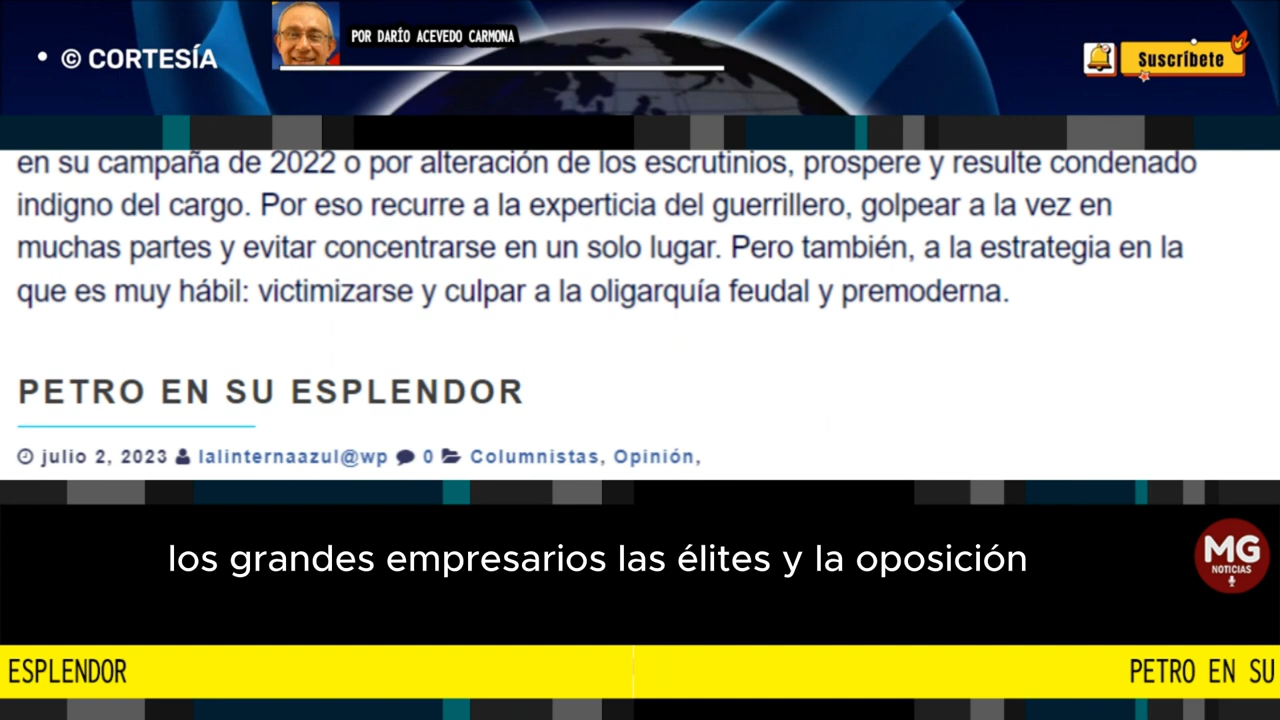 • © CORTESÍA
POR DARÍO ACEVEDO CARMONA
Suscríbete
en su campaña de 2022 o por alteración de los escrutinios, prospere y resulte condenado
indigno del cargo. Por eso recurre a la experticia del guerrillero, golpear a la vez en
muchas partes y evitar concentrarse en un solo lugar. Pero también, a la estrategia en la
que es muy hábil: victimizarse y culpar a la oligarquía feudal y premoderna.
PETRO EN SU ESPLENDOR
julio 2, 2023 lalinternaazul@wp 0 Columnistas, Opinión,
los grandes empresarios las élites y la oposición
MG
NOTICIAS
ESPLENDOR
PETRO EN SU